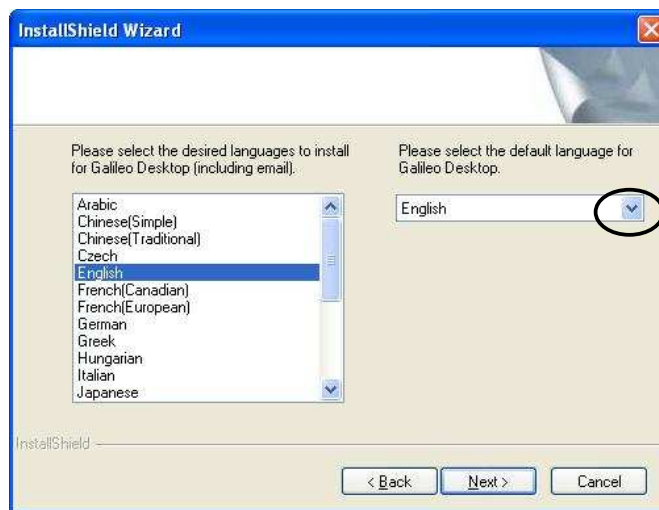 InstallShield Wizard
Please select the desired languages to install
for Galileo Desktop (including email).
Arabic
Chinese(Simple)
Chinese(Traditional)
Czech
English
French(Canadian)
French(European)
German
Greek
Hungarian
Italian
Japanese
Please select the default language for
Galileo Desktop.
English
InstallShield
< Back
Next >
Cancel